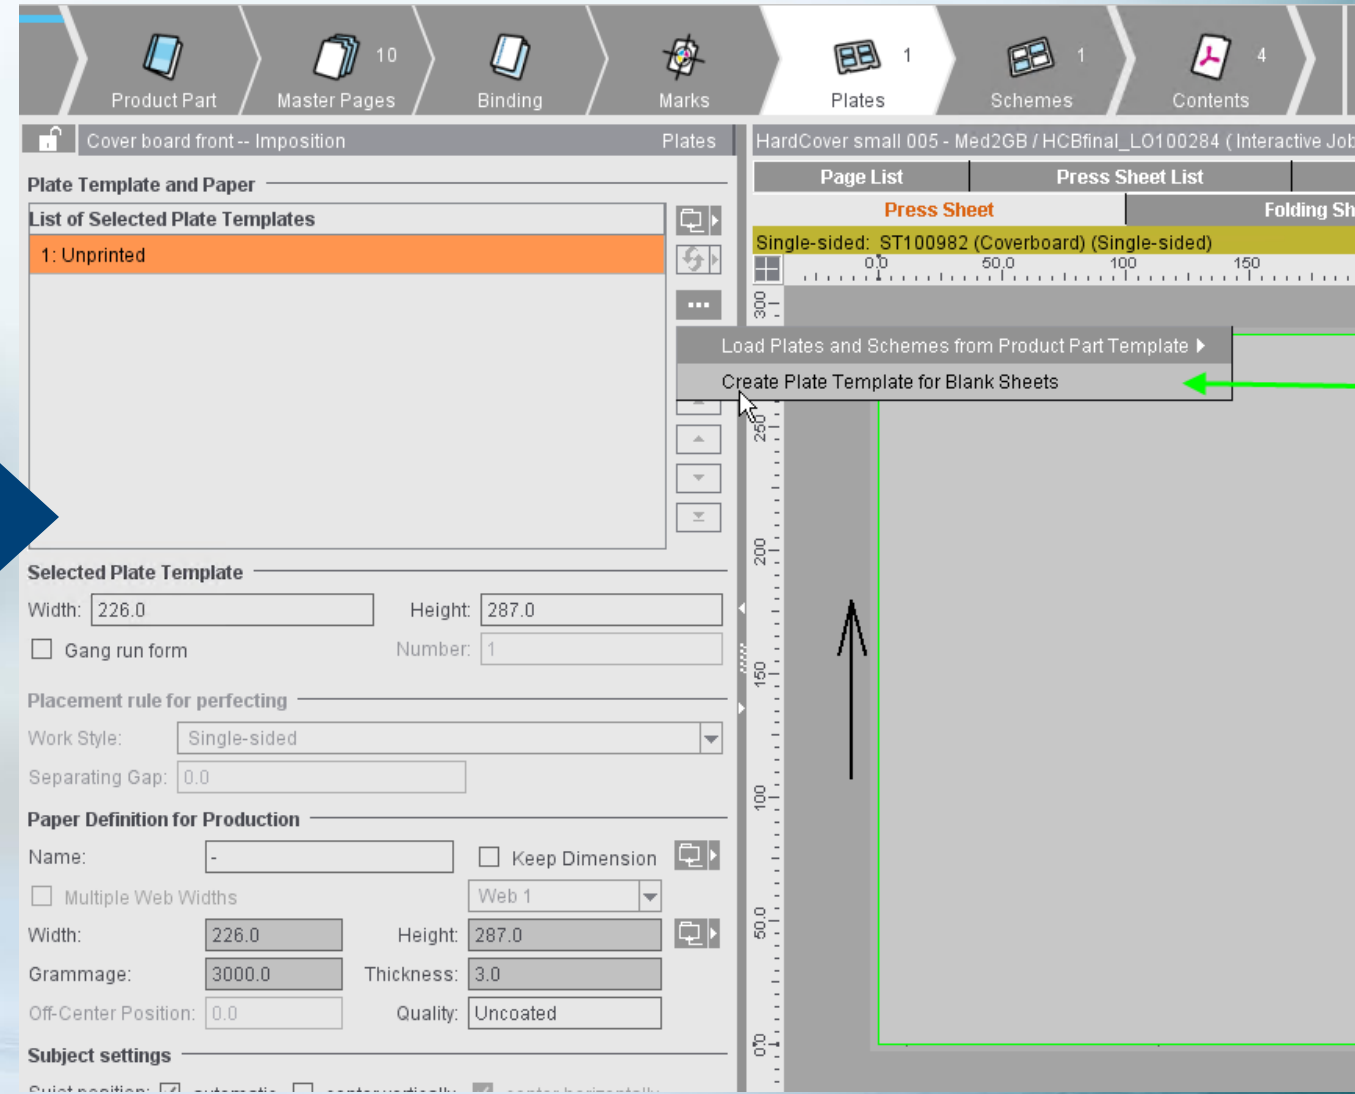 Product Part
Master Pages
10
Binding
Marks
Plates
1
Schemes
1
Contents
4
Cover board front -- Imposition
Plates
Plate Template and Paper
List of Selected Plate Templates
1: Unprinted
Selected Plate Template
Width: 226.0 Height: 287.0
Gang run form Number: 1
Placement rule for perfecting
Work Style: Single-sided
Separating Gap: 0.0
Paper Definition for Production
Name: - Keep Dimension
Multiple Web Widths Web 1
Width: 226.0 Height: 287.0
Grammage: 3000.0 Thickness: 3.0
Off-Center Position: 0.0 Quality: Uncoated
Subject settings
automatic
HardCover small 005 - Med2GB / HCBfinal_LO100284 ( Interactive Job
Page List Press Sheet List
Press Sheet Folding Sh
Single-sided: ST100982 (Coverboard) (Single-sided)
0.0 50.0 100 150
Load Plates and Schemes from Product Part Template
Create Plate Template for Blank Sheets
300
250
200
150
100
50.0
0.0